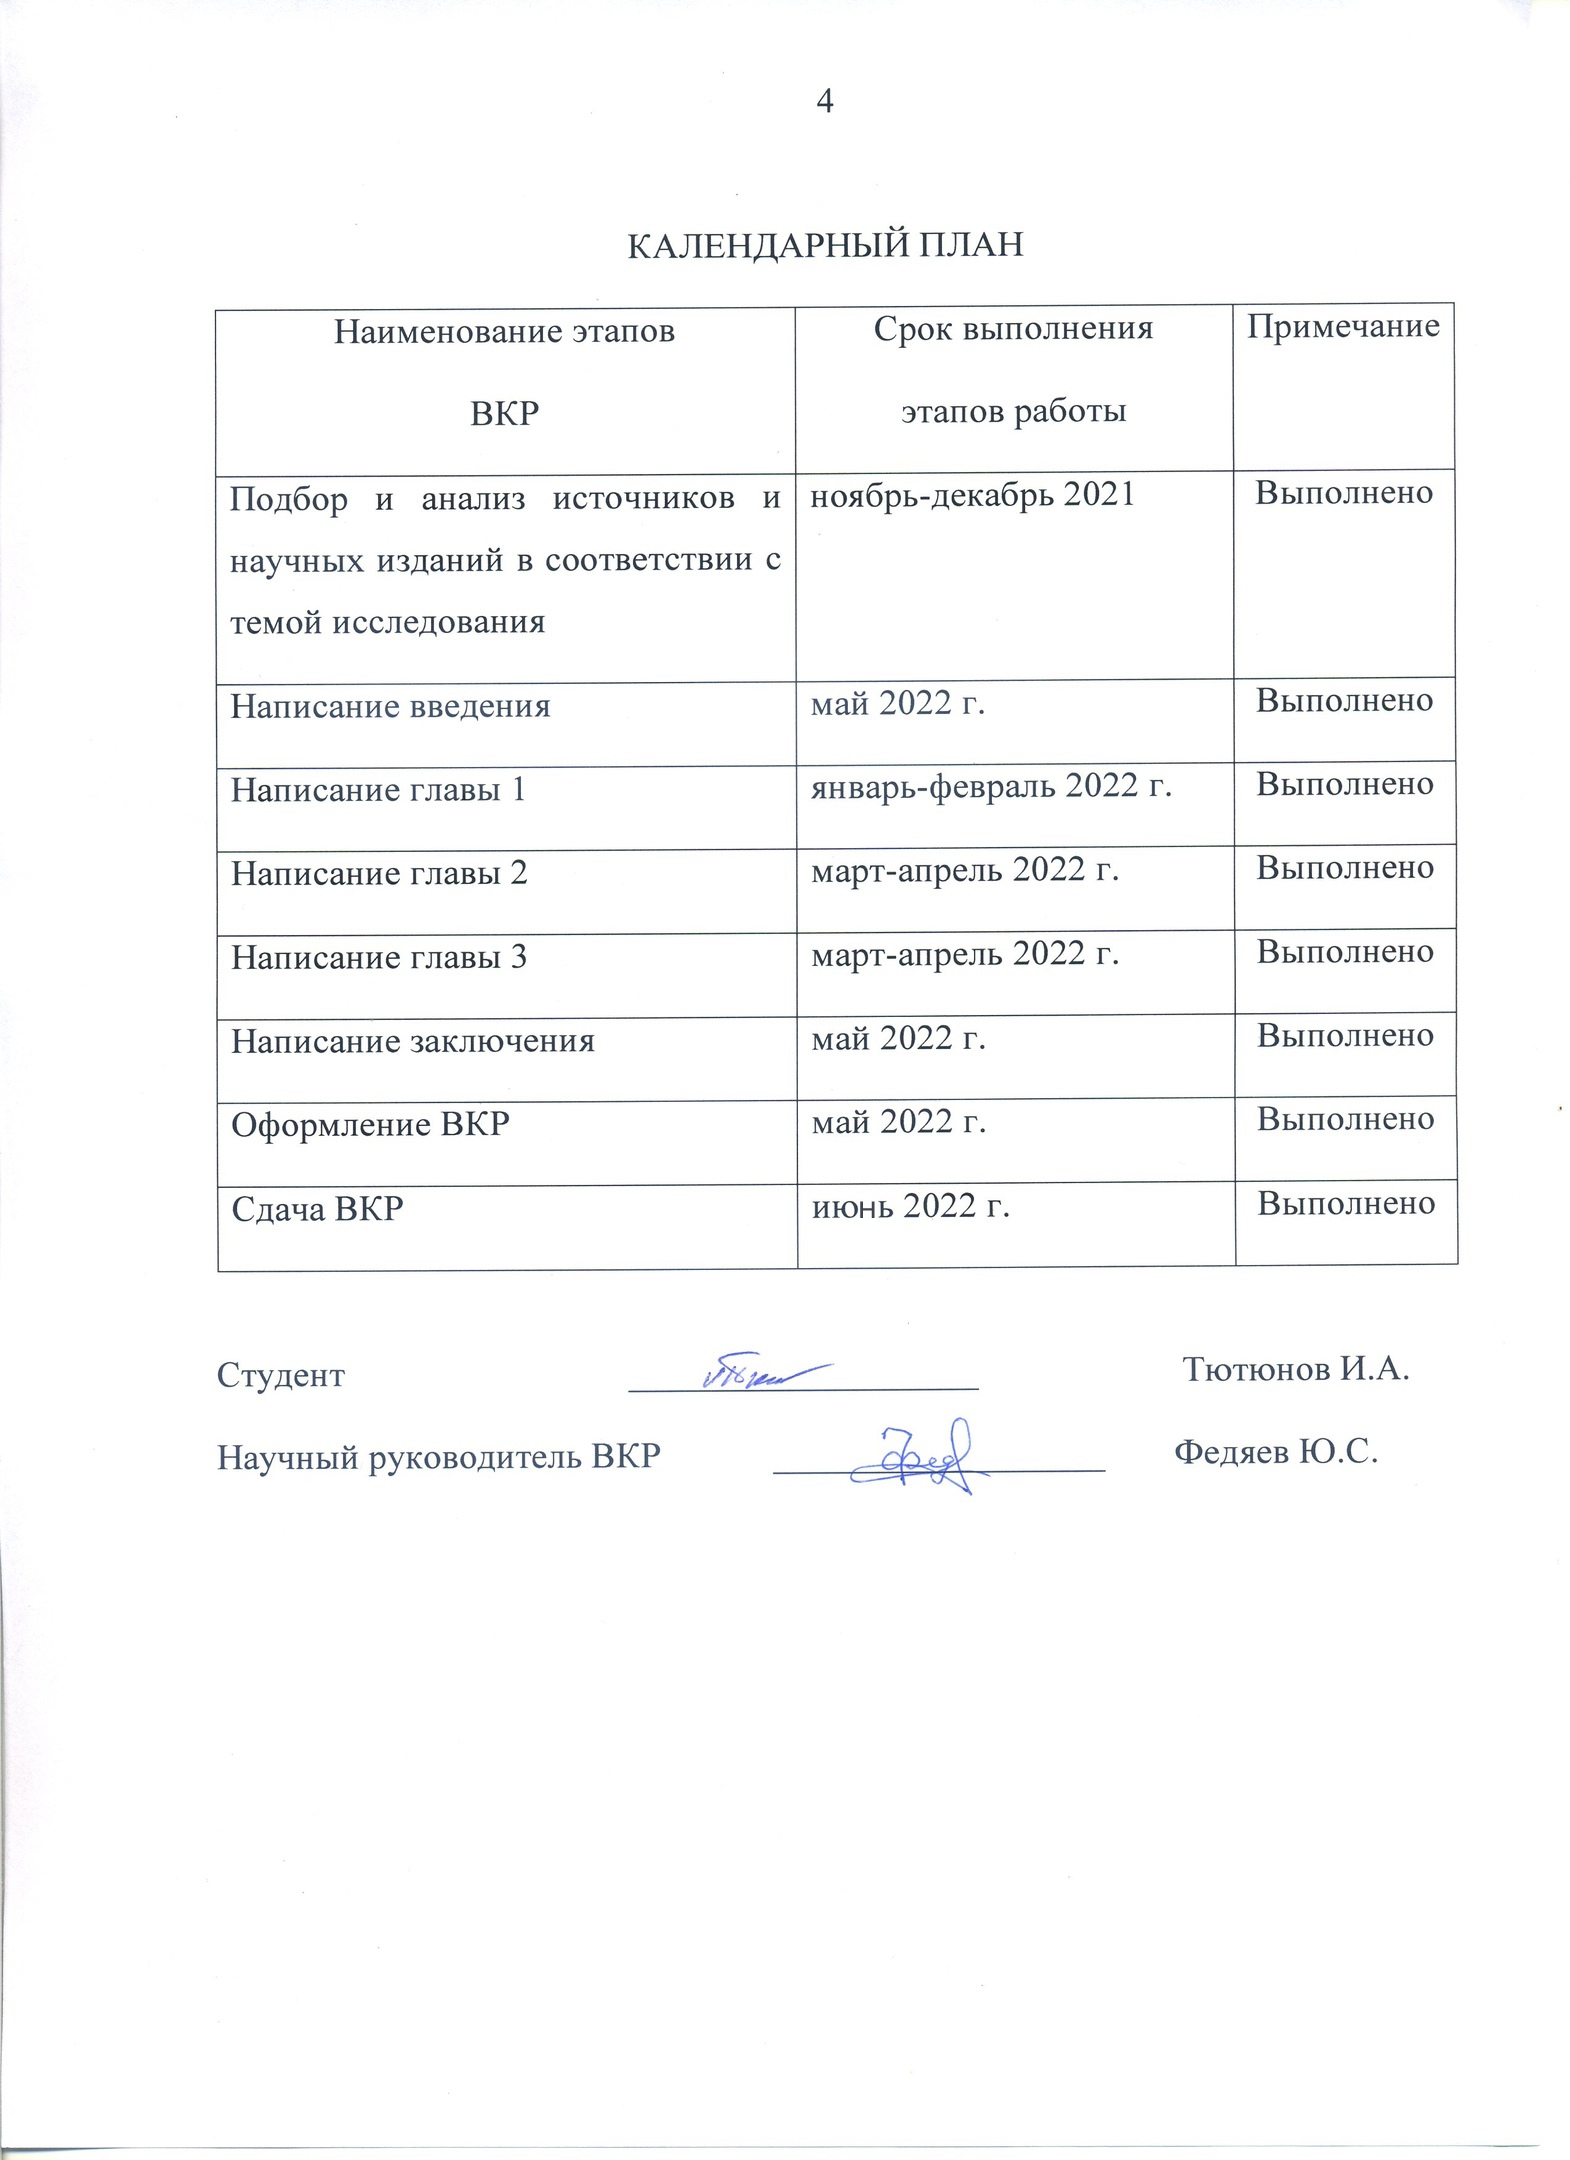 4
КАЛЕНДАРНЫЙ ПЛАН
Наименование этапов
ВКР
Срок выполнения
этапов работы
Примечание
Подбор и анализ источников и
научных изданий в соответствии с
темой исследования
ноябрь-декабрь 2021
Выполнено
Написание введения
май 2022 г.
Выполнено
Написание главы 1
январь-февраль 2022 г.
Выполнено
Написание главы 2
март-апрель 2022 г.
Выполнено
Написание главы 3
март-апрель 2022 г.
Выполнено
Написание заключения
май 2022 г.
Выполнено
Оформление ВКР
май 2022 г.
Выполнено
Сдача ВКР
июнь 2022 г.
Выполнено
Студент
Тютюнов И.А.
Научный руководитель ВКР
Федяев Ю.С.